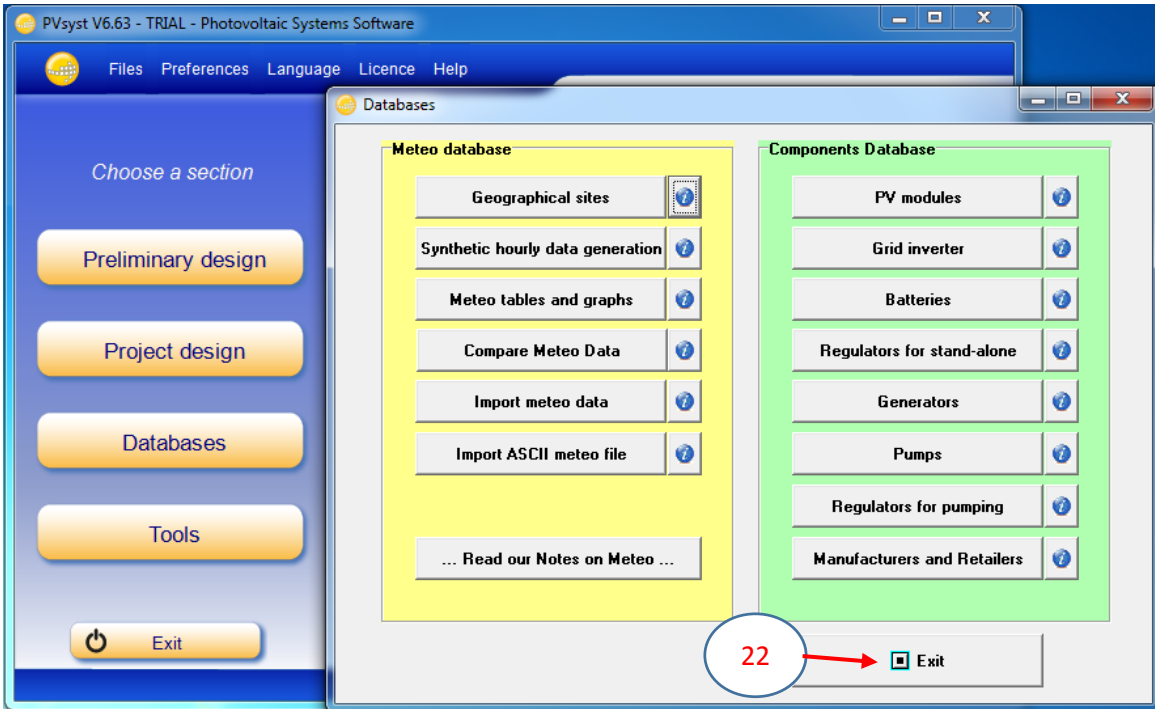 PVsyst V6.63 - TRIAL - Photovoltaic Systems Software
Files Preferences Language Licence Help
Choose a section
Preliminary design
Project design
Databases
Tools
Exit
Databases
Meteo database
Geographical sites
Synthetic hourly data generation
Meteo tables and graphs
Compare Meteo Data
Import meteo data
Import ASCII meteo file
... Read our Notes on Meteo ...
Components Database
PV modules
Grid inverter
Batteries
Regulators for stand-alone
Generators
Pumps
Regulators for pumping
Manufacturers and Retailers
22
Exit